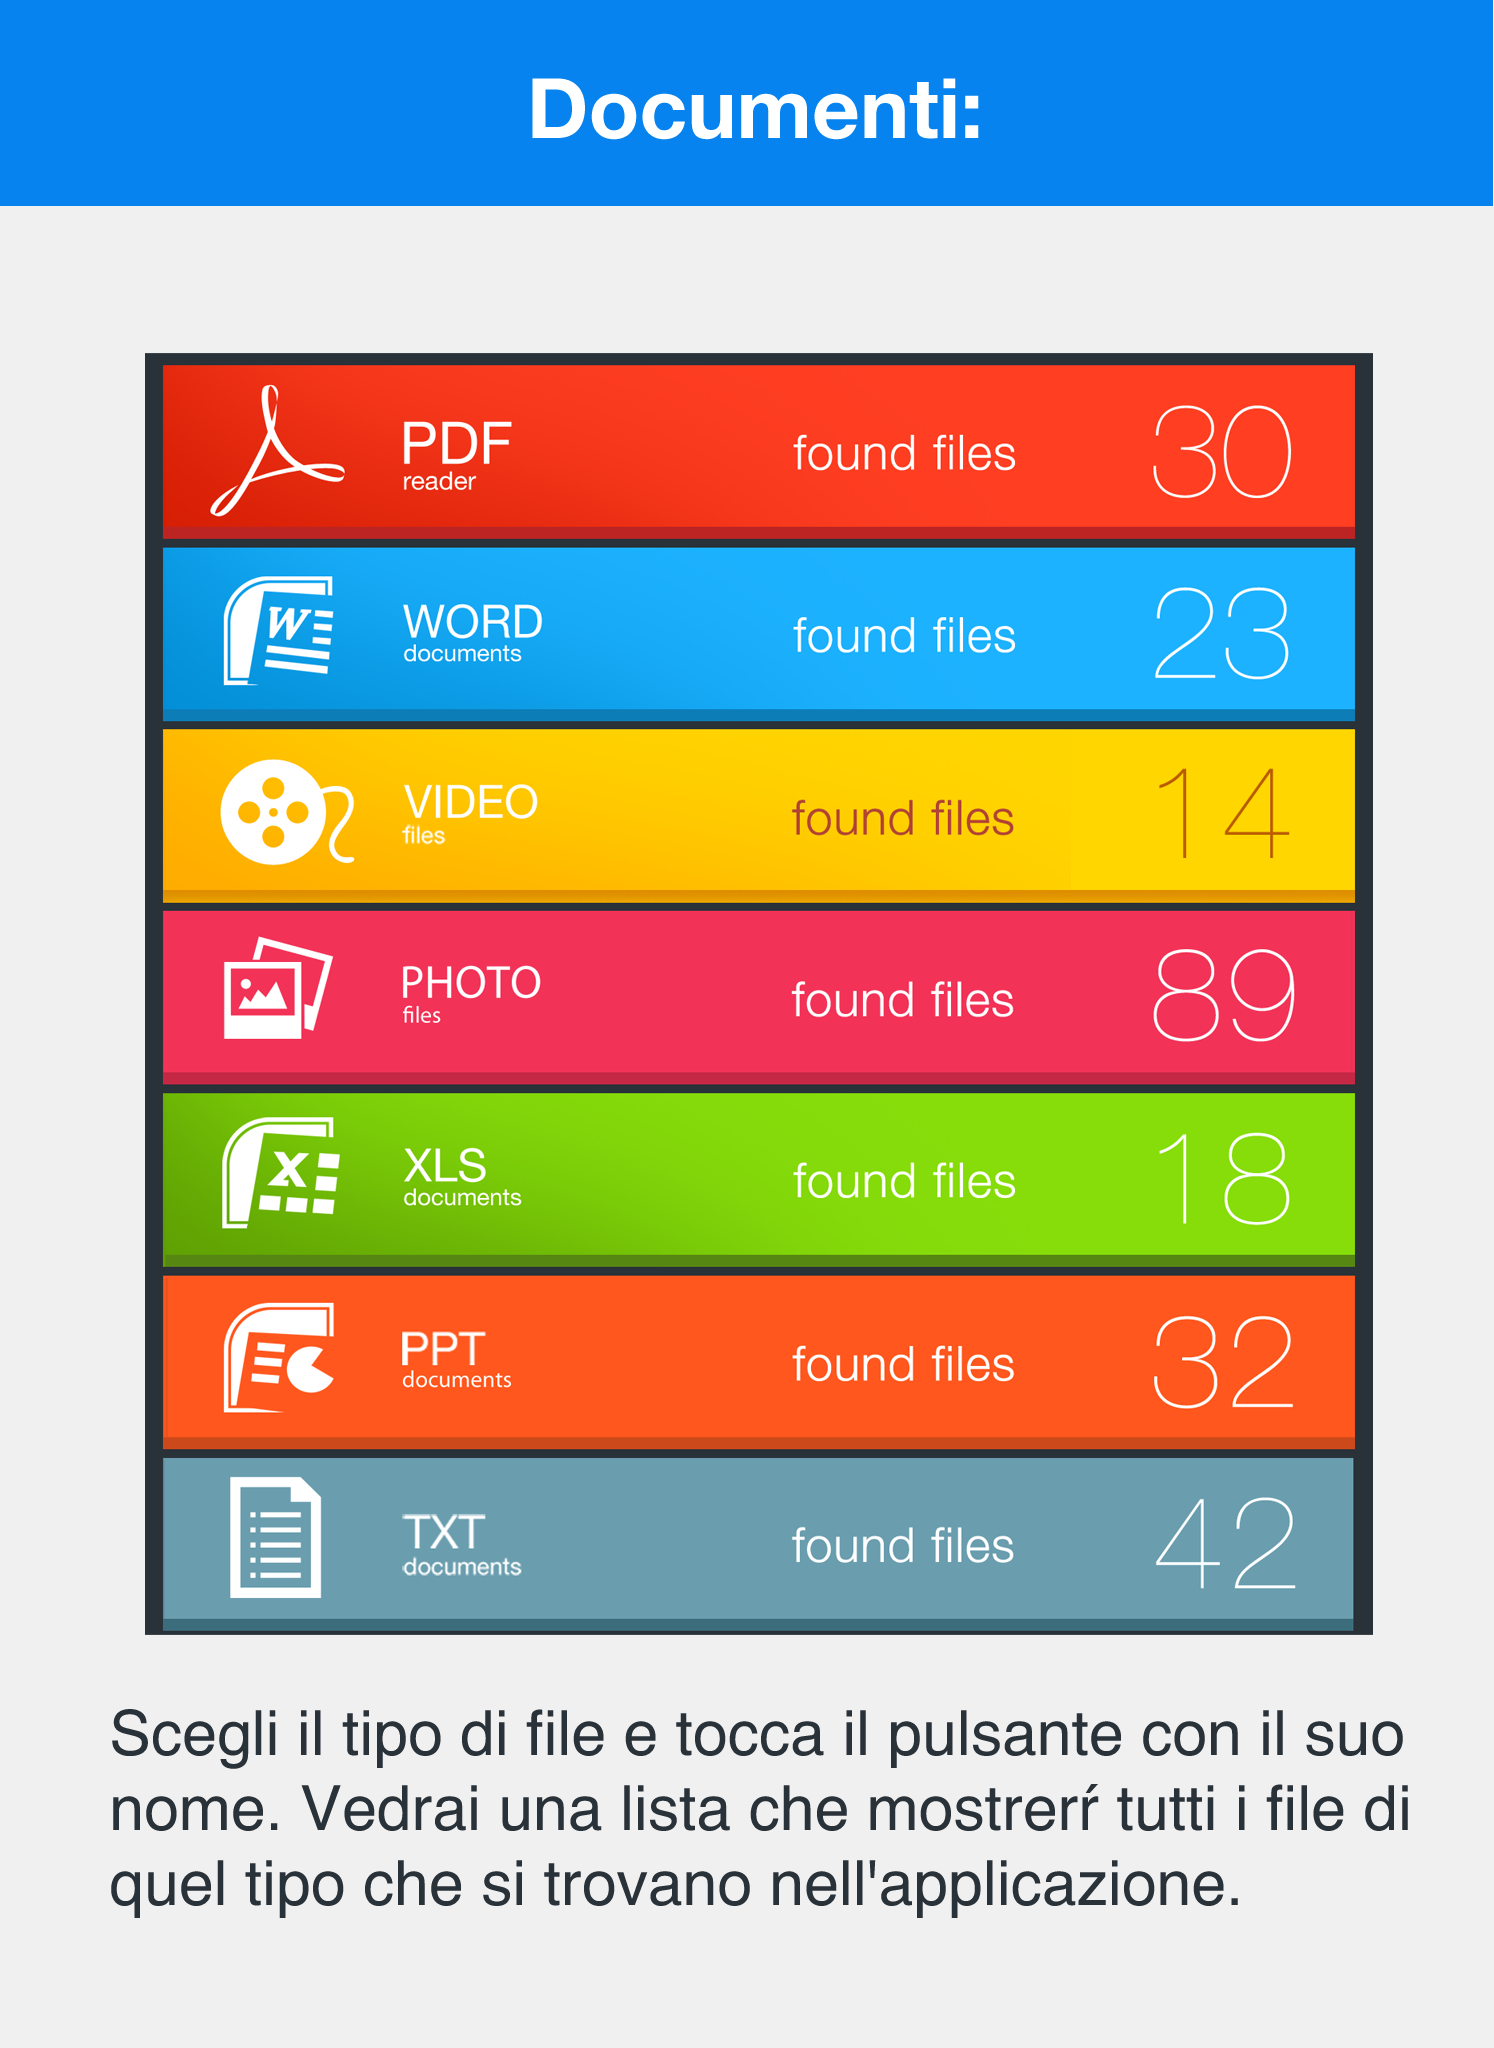 Documenti:
PDF
reader
found files
30
WORD
documents
found files
23
VIDEO
files
found files
14
PHOTO
files
found files
89
XLS
documents
found files
18
PPT
documents
found files
32
TXT
documents
found files
42
Scegli il tipo di file e tocca il pulsante con il suo
nome. Vedrai una lista che mostrerŕ tutti i file di
quel tipo che si trovano nell'applicazione.